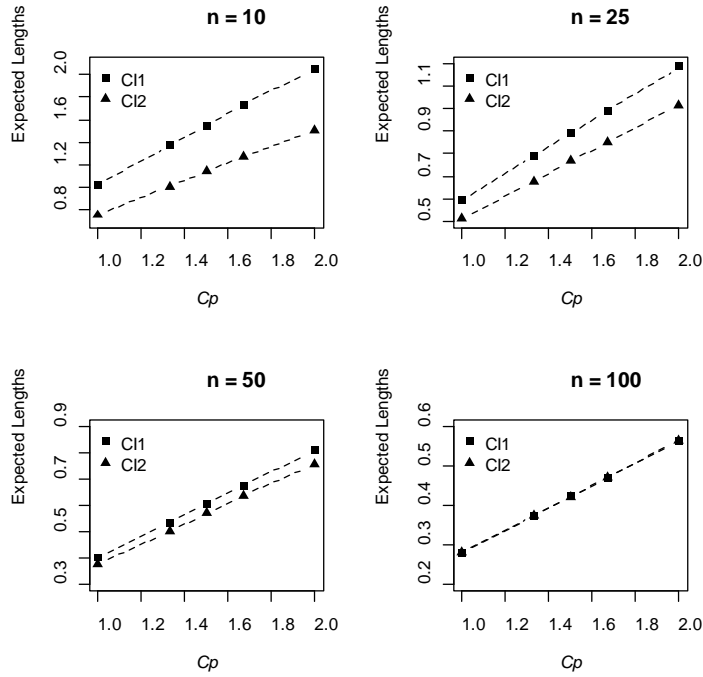 n = 10
Expected Lengths
0.8 1.2 1.6 2.0
CI1
CI2
1.0 1.2 1.4 1.6 1.8 2.0
Cp
n = 25
Expected Lengths
0.5 0.7 0.9 1.1
CI1
CI2
1.0 1.2 1.4 1.6 1.8 2.0
Cp
n = 50
Expected Lengths
0.3 0.5 0.7 0.9
CI1
CI2
1.0 1.2 1.4 1.6 1.8 2.0
Cp
n = 100
Expected Lengths
0.2 0.3 0.4 0.5 0.6
CI1
CI2
1.0 1.2 1.4 1.6 1.8 2.0
Cp